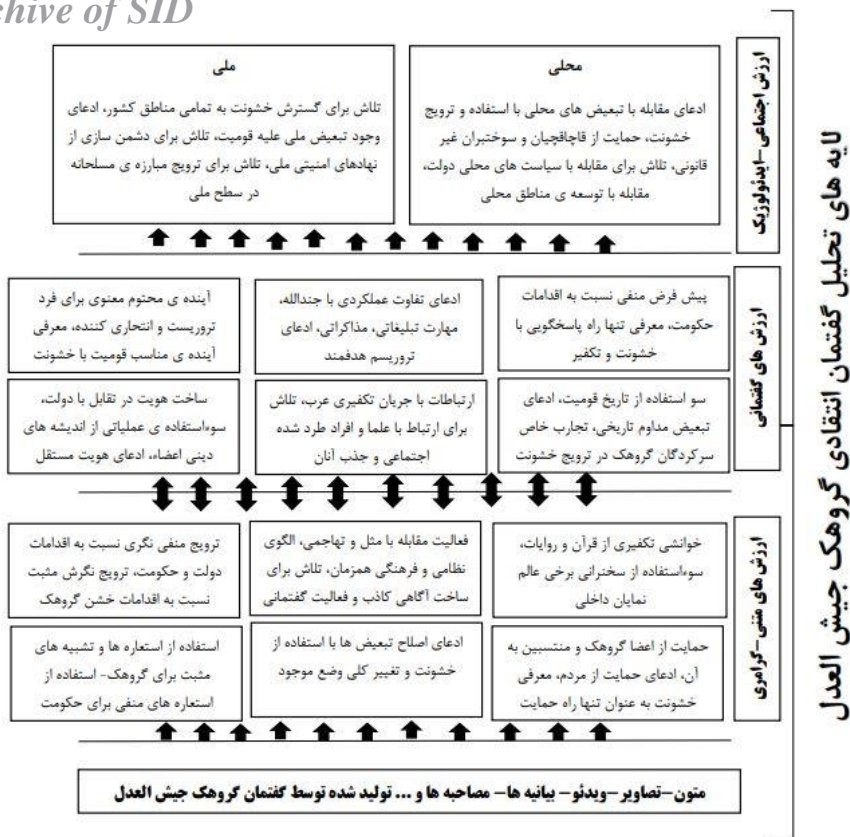 chive of SID
لایه های تحلیل گفتمان انتقادی گروهک جیش العدل
ارزش اجتماعی-ایدئولوژیک
محلی
ادعای مقابله با تبعیض های محلی با استفاده و ترویج
خشونت، حمایت از قاچاقچیان و سوختبران غیر
قانونی، تلاش برای مقابله با سیاست های محلی دولت،
مقابله با توسعه ی مناطق محلی
ملی
تلاش برای گسترش خشونت به تمامی مناطق کشور، ادعای
وجود تبعیض ملی علیه قومیت، تلاش برای دشمن سازی از
نهادهای امنیتی ملی، تلاش برای ترویج مبارزه ی مسلحانه
در سطح ملی
ارزش های گفتمانی
پیش فرض منفی نسبت به اقدامات
حکومت، معرفی تنها راه پاسخگویی با
خشونت و تکفیر
ادعای تفاوت عملکردی با جندالله،
مهارت تبلیغاتی، مذاکراتی، ادعای
تروریسم هدفمند
آینده ی محتوم معنوی برای فرد
تروریست و انتحاری کننده، معرفی
آینده ی مناسب قومیت با خشونت
سو استفاده از تاریخ قومیت، ادعای
تبعیض مداوم تاریخی، تجارب خاص
سرکردگان گروهک در ترویج خشونت
ارتباطات با جریان تکفیری عرب، تلاش
برای ارتباط با علما و افراد طرد شده
اجتماعی و جذب آنان
ساخت هویت در تقابل با دولت،
سوءاستفاده ی عملیاتی از اندیشه های
دینی اعضاء، ادعای هویت مستقل
ارزش های متنی-گرامری
خوانشی تکفیری از قرآن و روایات،
سوءاستفاده از سخنرانی برخی عالم
نمایان داخلی
فعالیت مقابله با مثل و تهاجمی، الگوی
نظامی و فرهنگی همزمان، تلاش برای
ساخت آگاهی کاذب و فعالیت گفتمانی
ترویج منفی نگری نسبت به اقدامات
دولت و حکومت، ترویج نگرش مثبت
نسبت به اقدامات خشن گروهک
حمایت از اعضا گروهک و منتسبین به
آن، ادعای حمایت از مردم، معرفی
خشونت به عنوان تنها راه حمایت
ادعای اصلاح تبعیض ها با استفاده از
خشونت و تغییر کلی وضع موجود
استفاده از استعاره ها و تشبیه های
مثبت برای گروهک- استفاده از
استعاره های منفی برای حکومت
متون-تصاویر-ویدئو- بیانیه ها- مصاحبه ها و ... تولید شده توسط گفتمان گروهک جیش العدل